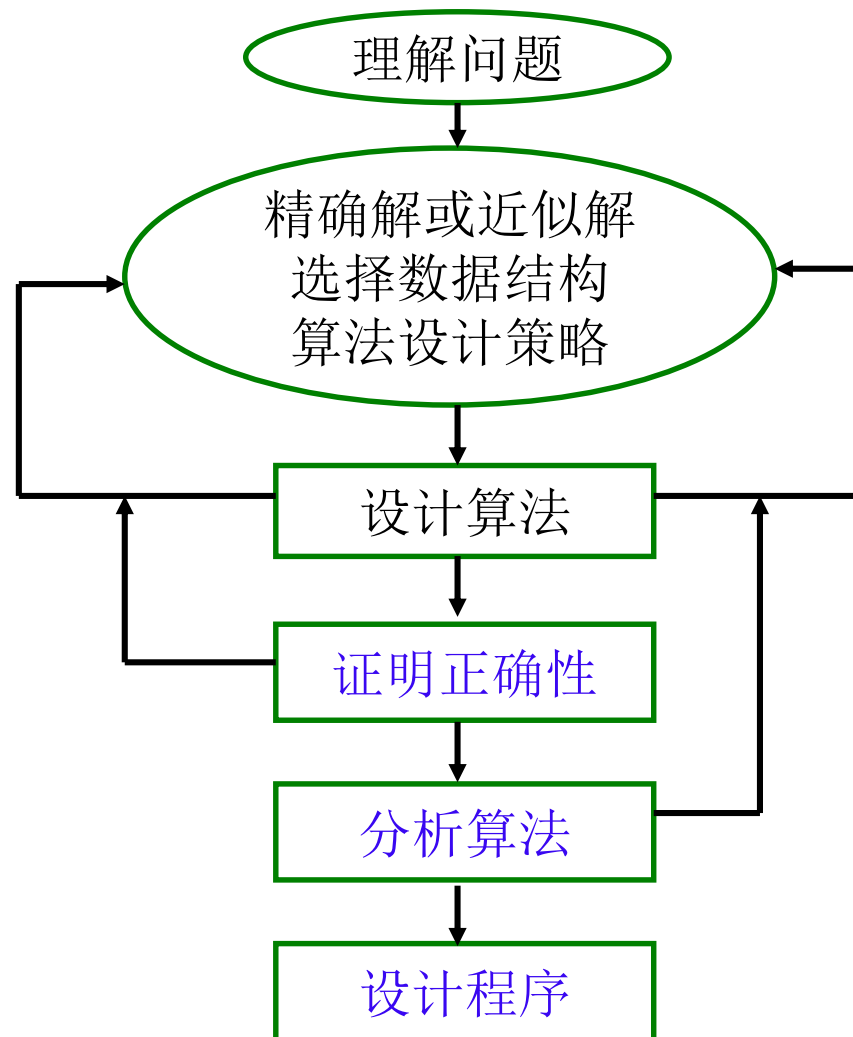 理解问题
精确解或近似解
选择数据结构
算法设计策略
设计算法
证明正确性
分析算法
设计程序